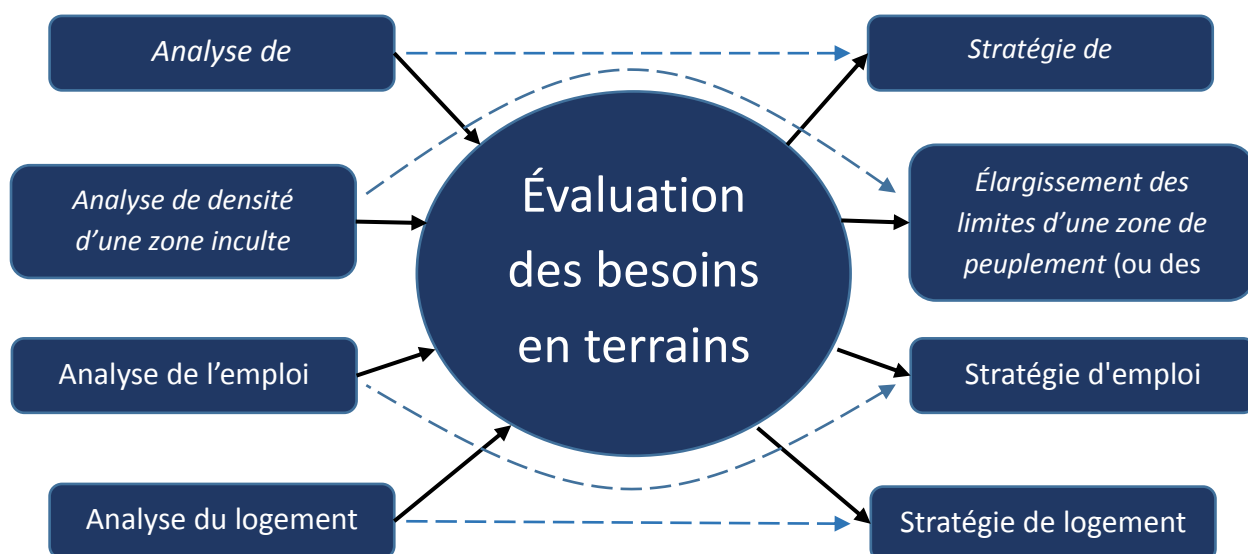 Analyse de
Stratégie de
Évaluation
des besoins
en terrains
Analyse de densité
d’une zone inculte
Élargissement des
limites d’une zone de
peuplement (ou des
Analyse de l’emploi
Stratégie d'emploi
Analyse du logement
Stratégie de logement